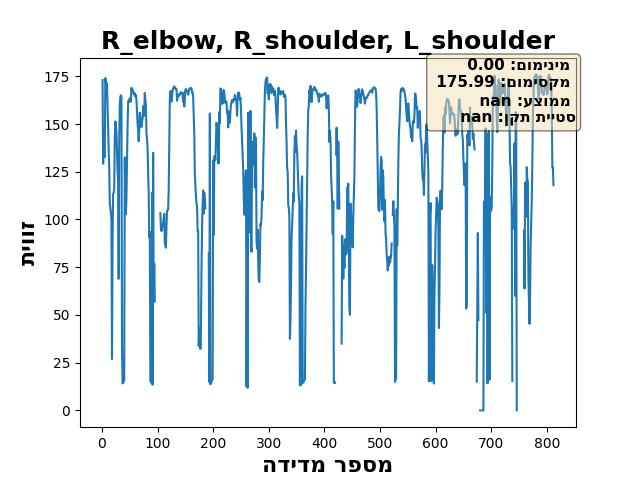 R_elbow, R_shoulder, L_shoulder
מינימום: 0.00
מקסימום: 175.99
ממוצע: nan
סטיית תקן: nan
175
150
125
100
75
50
25
0
זווית
0 100 200 300 400 500 600 700 800
מספר מדידה